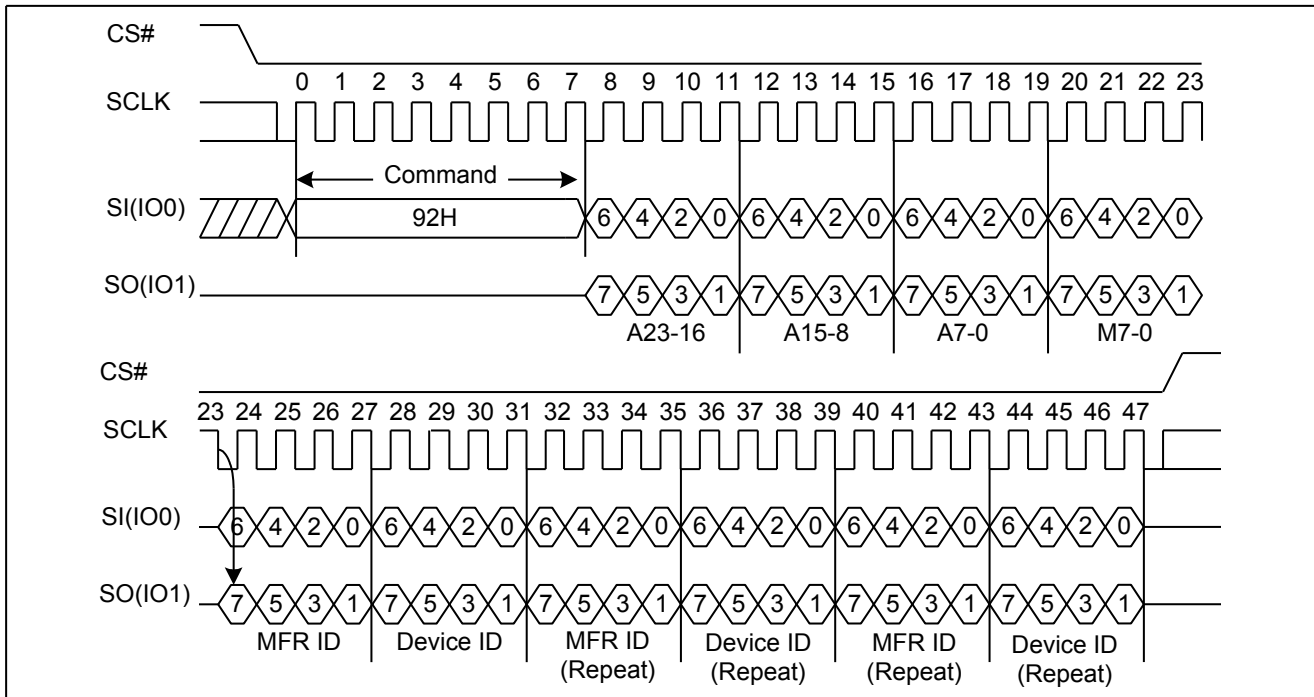 CS#
0 1 2 3 4 5 6 7 8 9 10 11 12 13 14 15 16 17 18 19 20 21 22 23
SCLK
Command
SI(IO0) 92H 6 4 2 0 6 4 2 0 6 4 2 0 6 4 2 0
SO(IO1) 7 5 3 1 7 5 3 1 7 5 3 1 7 5 3 1
A23-16 A15-8 A7-0 M7-0
CS#
23 24 25 26 27 28 29 30 31 32 33 34 35 36 37 38 39 40 41 42 43 44 45 46 47
SCLK
SI(IO0) 6 4 2 0 6 4 2 0 6 4 2 0 6 4 2 0 6 4 2 0 6 4 2 0
SO(IO1) 7 5 3 1 7 5 3 1 7 5 3 1 7 5 3 1 7 5 3 1 7 5 3 1
MFR ID Device ID MFR ID Device ID MFR ID Device ID
(Repeat) (Repeat) (Repeat) (Repeat)